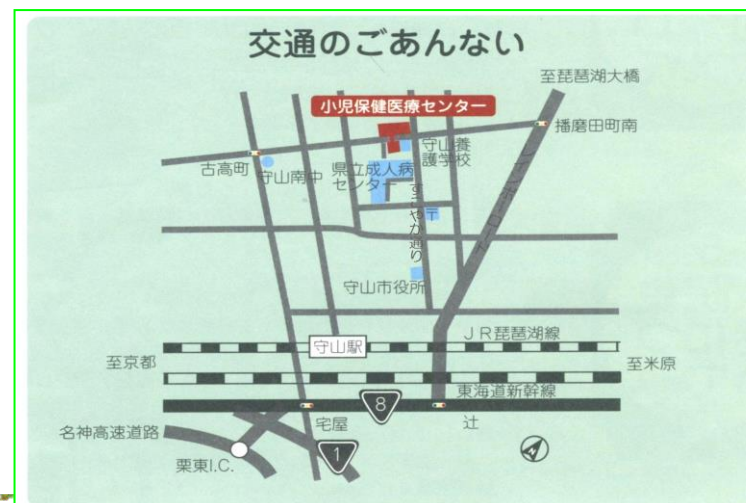 交通のごあんない
至琵琶湖大橋
小児保健医療センター
播磨田町南
守山養
護学校
古高町
守山南中
県立成人病
センター
すこやか通り
〒
守山市役所
JR琵琶湖線
守山駅
至京都
至米原
東海道新幹線
8
名神高速道路
宅屋
辻
1
栗東I.C.